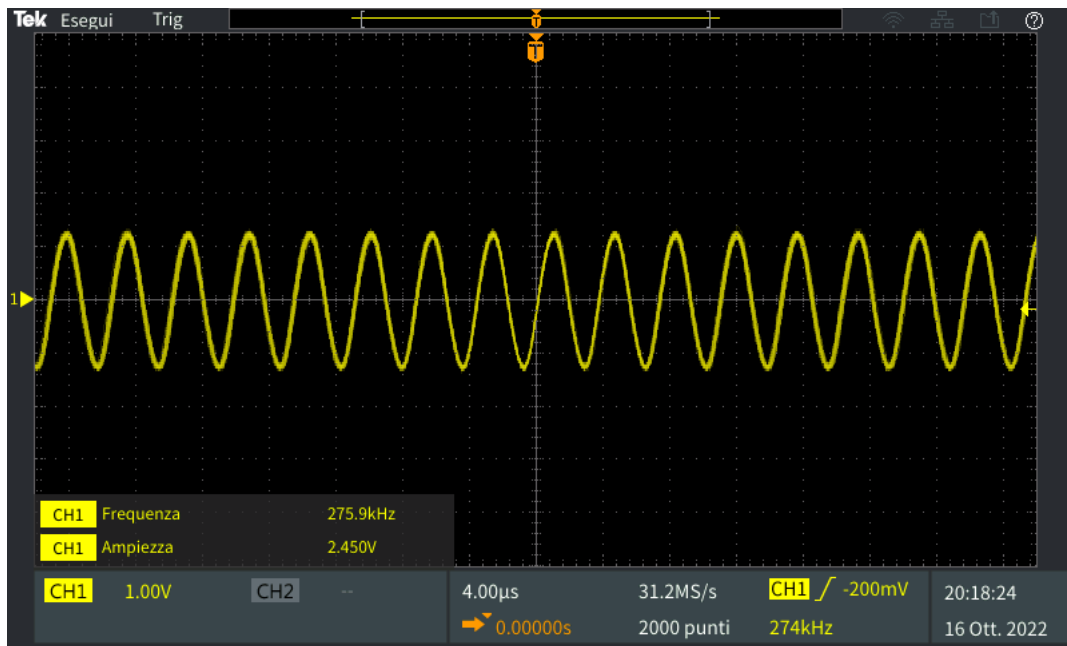 Tek Esegui Trig
T
T
1
CH1 Frequenza 275.9kHz
CH1 Ampiezza 2.450V
CH1 1.00V CH2 -- 4.00µs 31.2MS/s CH1 -200mV 20:18:24
0.00000s 2000 punti 274kHz 16 Ott. 2022